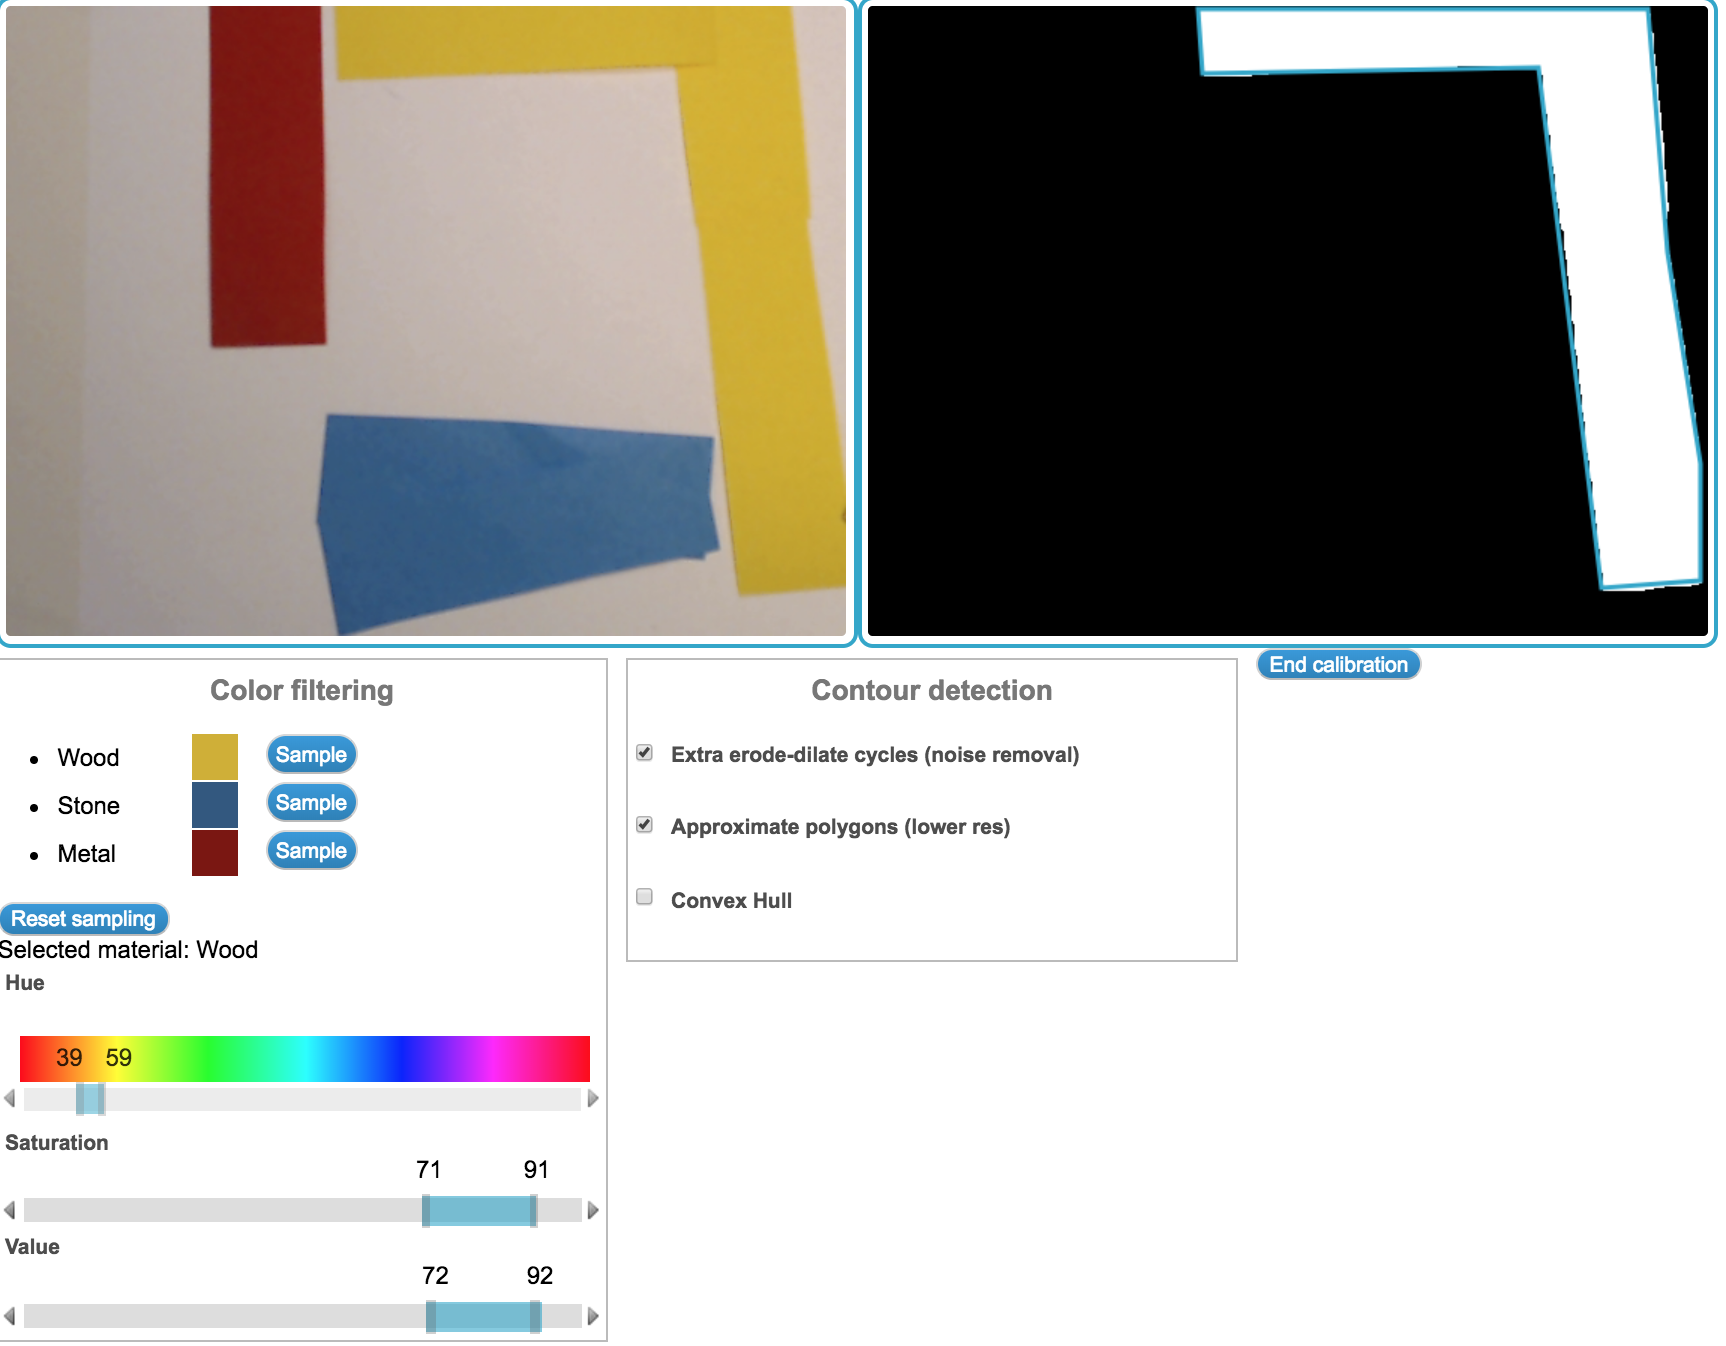 End calibration
Color filtering
Wood Sample
Stone Sample
Metal Sample
Reset sampling
Selected material: Wood
Hue
39 59
Saturation
71 91
Value
72 92
Contour detection
Extra erode-dilate cycles (noise removal)
Approximate polygons (lower res)
Convex Hull